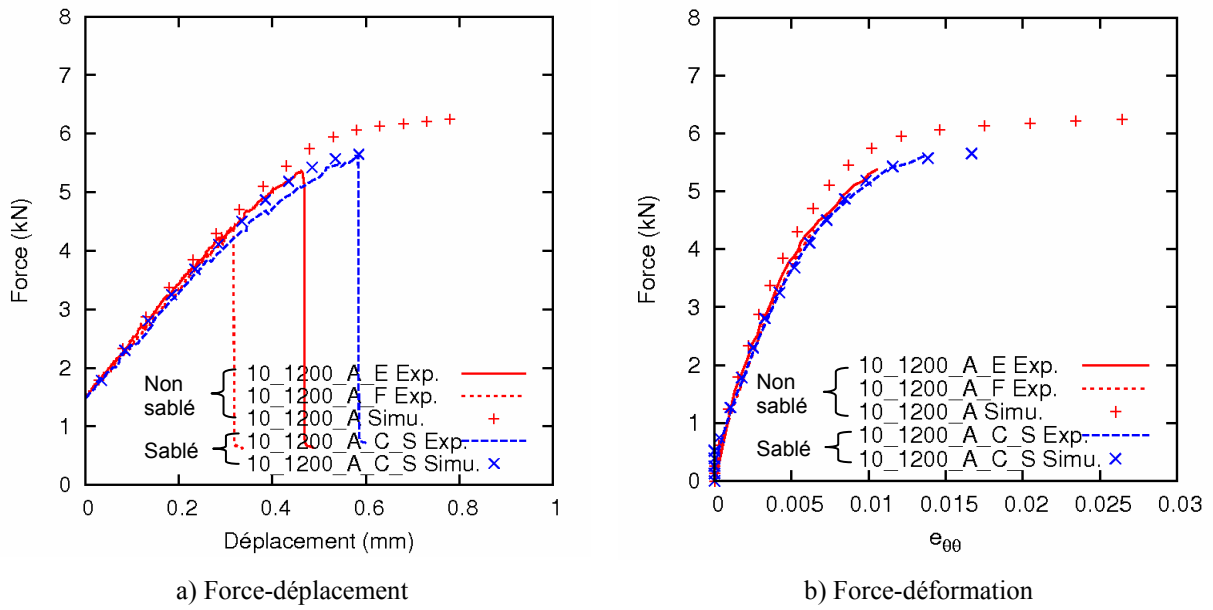 8
7
6
5
4
3
2
1
0
Force (kN)
0
0.2
0.4
0.6
0.8
1
Déplacement (mm)
Non
sablé
Sablé
10_1200_A_E Exp.
10_1200_A_F Exp.
10_1200_A Simu.
10_1200_A_C_S Exp.
10_1200_A_C_S Simu.
a) Force-déplacement
8
7
6
5
4
3
2
1
0
Force (kN)
0
0.005
0.01
0.015
0.02
0.025
0.03
eθθ
Non
sablé
Sablé
10_1200_A_E Exp.
10_1200_A_F Exp.
10_1200_A Simu.
10_1200_A_C_S Exp.
10_1200_A_C_S Simu.
b) Force-déformation